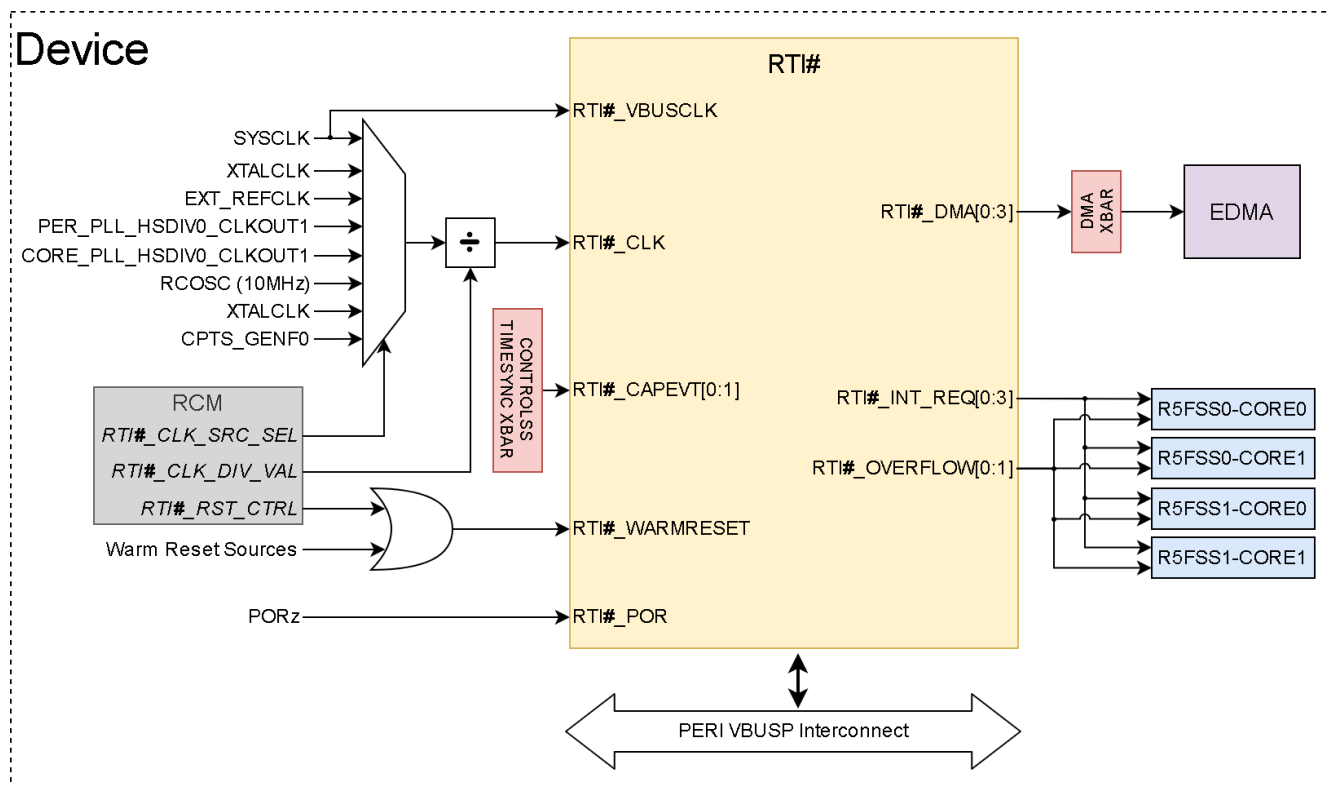 Device
RTI#
SYSCLK
XTALCLK
EXT_REFCLK
PER_PLL_HSDIV0_CLKOUT1
CORE_PLL_HSDIV0_CLKOUT1
RCOSC (10MHz)
XTALCLK
CPTS_GENF0
÷
RCM
RTI#_CLK_SRC_SEL
RTI#_CLK_DIV_VAL
RTI#_RST_CTRL
Warm Reset Sources
PORz
CONTROLSS
TIMESYNC XBAR
RTI#_VBUSCLK
RTI#_CLK
RTI#_CAPEVT[0:1]
RTI#_WARMRESET
RTI#_POR
RTI#_DMA[0:3]
RTI#_INT_REQ[0:3]
RTI#_OVERFLOW[0:1]
DMA
XBAR
EDMA
R5FSS0-CORE0
R5FSS0-CORE1
R5FSS1-CORE0
R5FSS1-CORE1
PERI VBUSP Interconnect